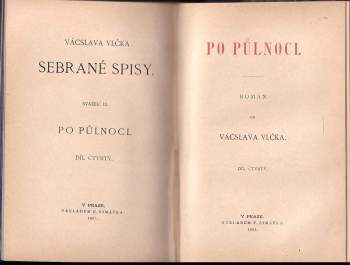 VÁCSLAVA VLČKA
SEBRANÉ SPISY.
SVAZEK
PO PŮLNOCI.
DÍL ČTVRTÝ.
V PRAZE.
NÁKLADEM F. ŠIMÁČKA.
PO PŮLNOCI.
ROMÁN
OD
VÁCSLAVA VLČKA.
DÍL ČTVRTÝ.
V PRAZE.
NÁKLADEM F. ŠIMÁČKA.